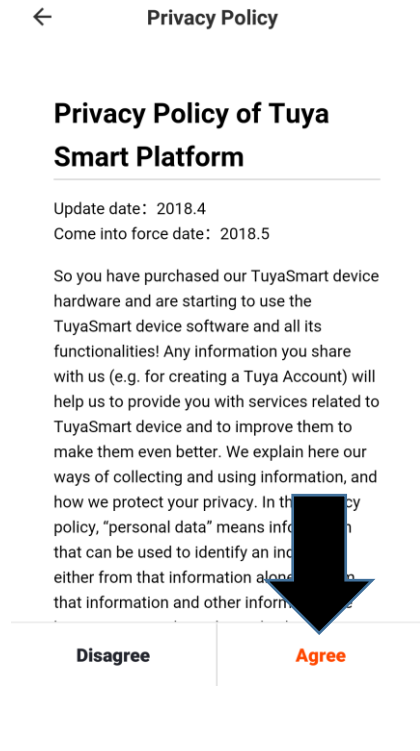 Privacy Policy
Privacy Policy of Tuya
Smart Platform
Update date：2018.4
Come into force date：2018.5
So you have purchased our TuyaSmart device
hardware and are starting to use the
TuyaSmart device software and all its
functionalities! Any information you share
with us (e.g. for creating a Tuya Account) will
help us to provide you with services related to
TuyaSmart device and to improve them to
make them even better. We explain here our
ways of collecting and using information, and
how we protect your privacy. In
policy, “personal data” means
that can be used to identify an
either from that information alone
that information and other
Disagree
Agree